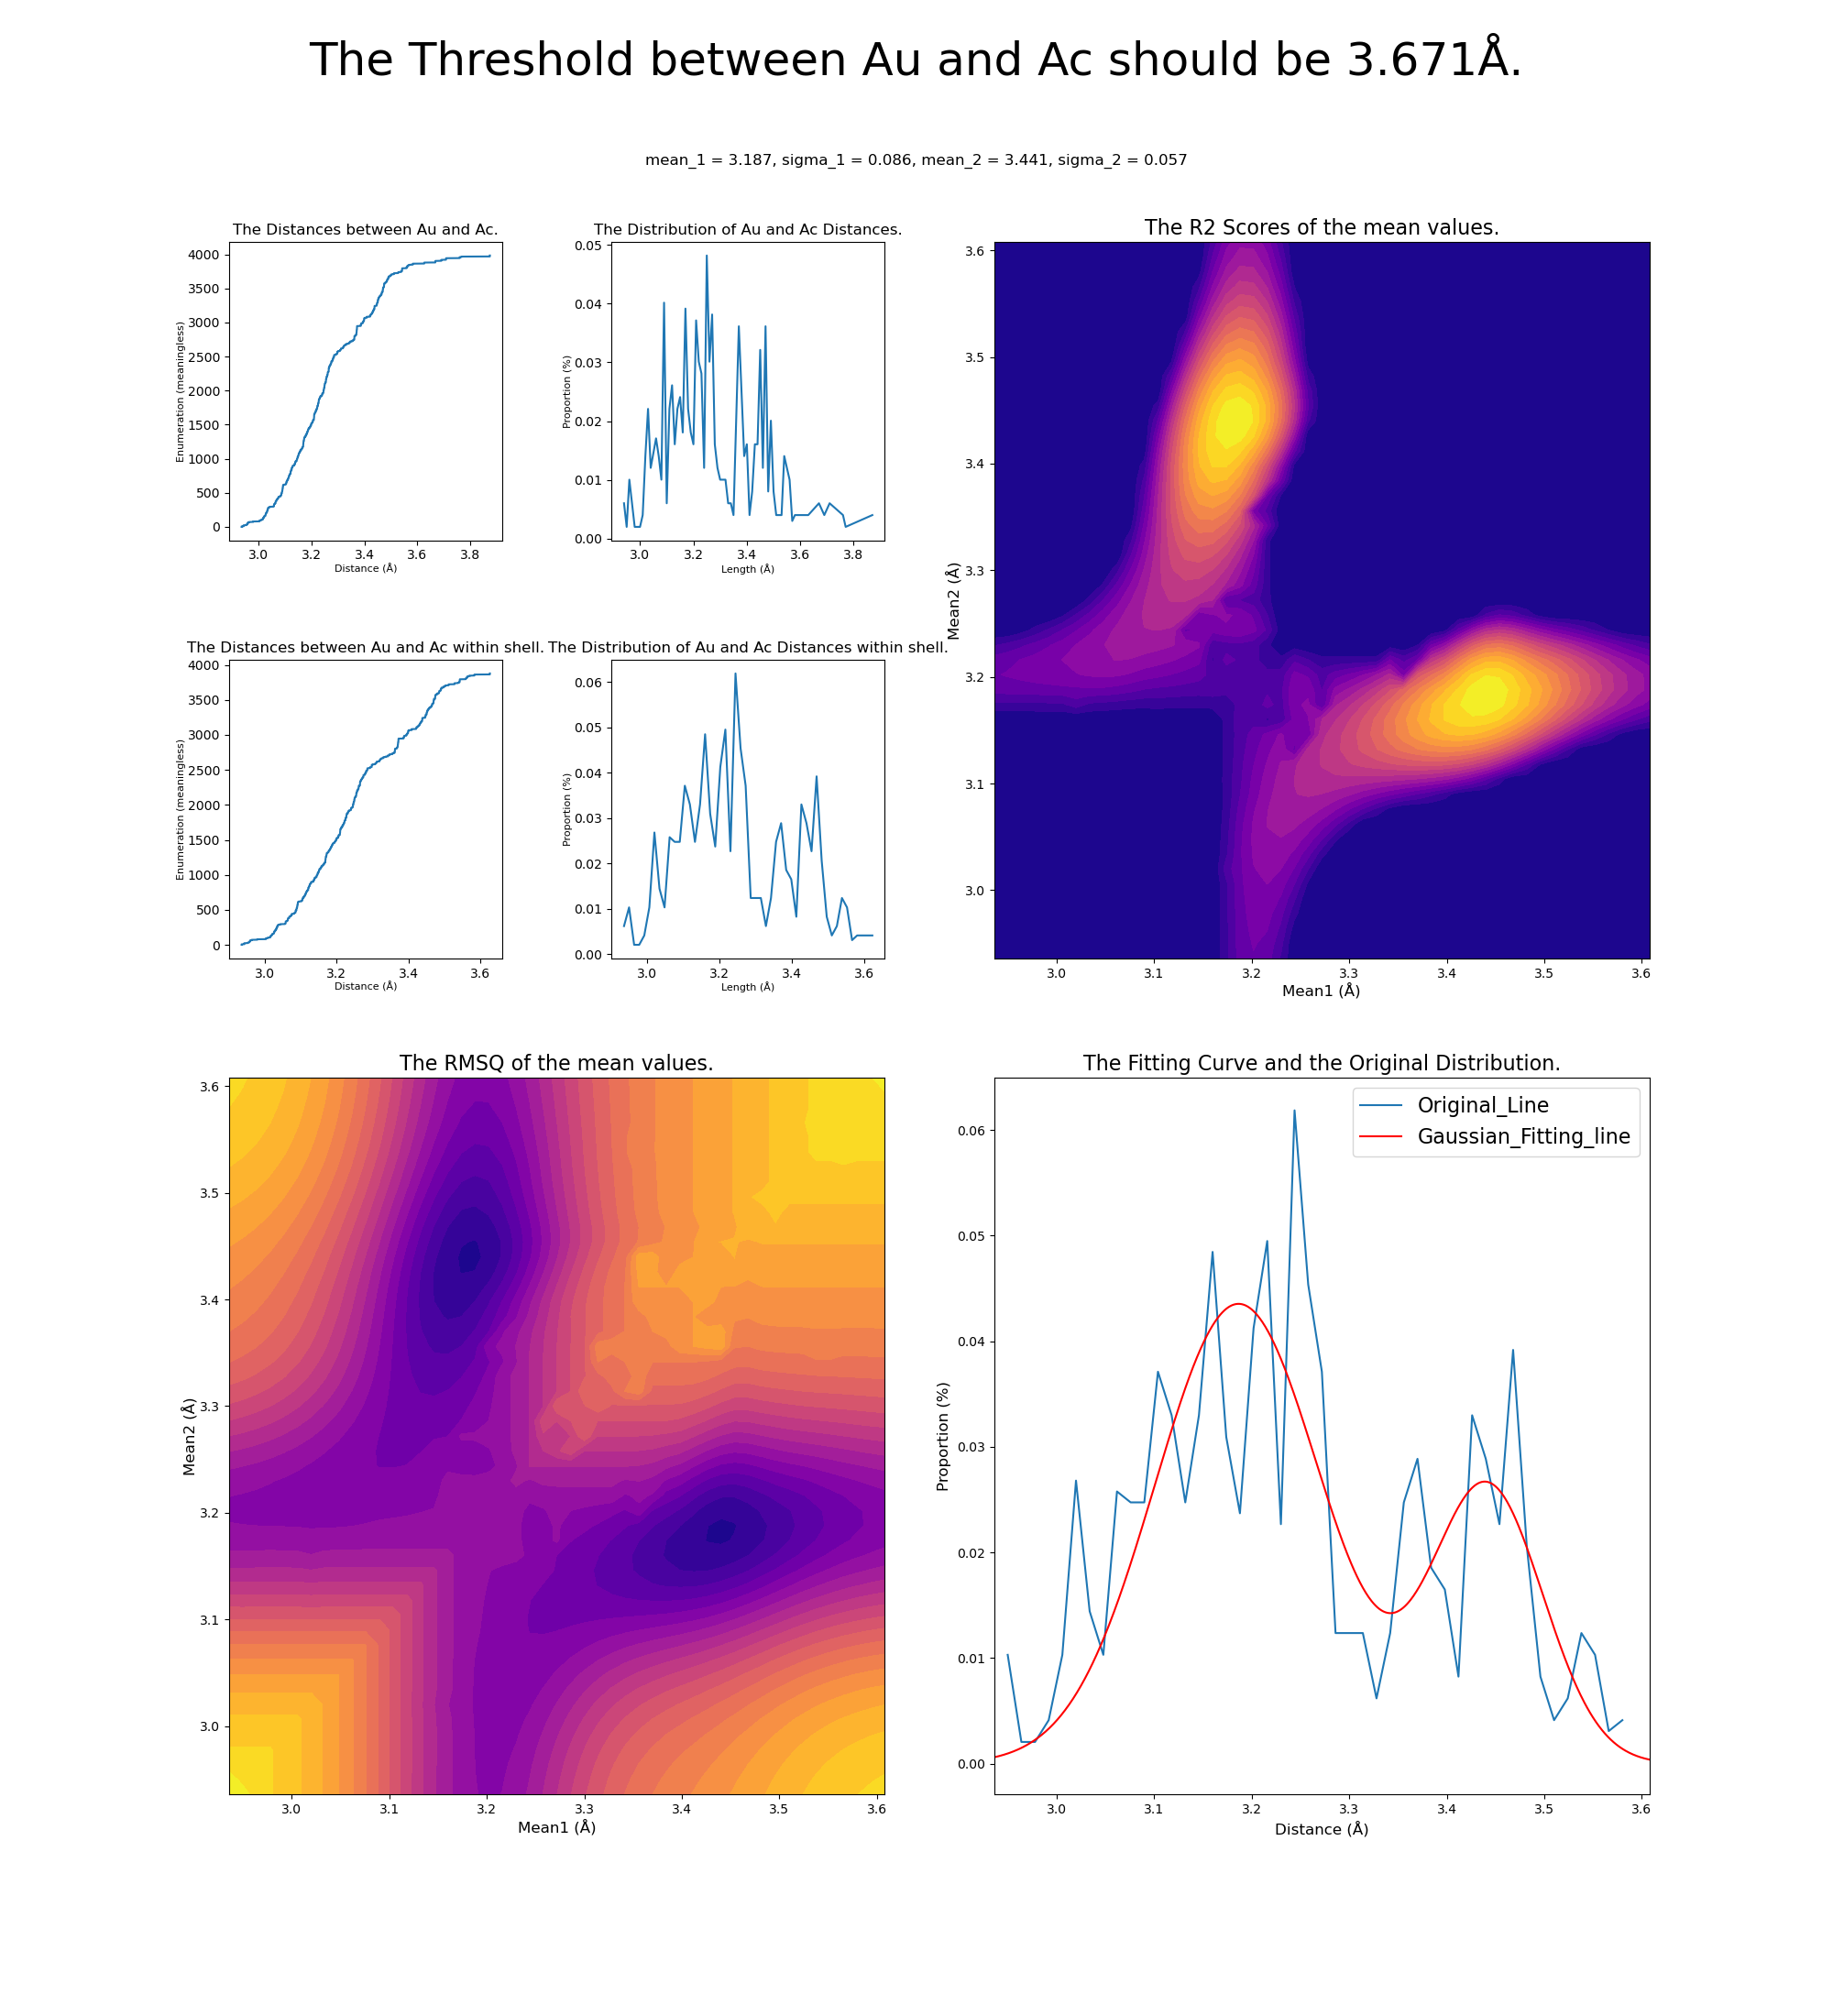 The Threshold between Au and Ac should be 3.671Å.
mean_1 = 3.187, sigma_1 = 0.086, mean_2 = 3.441, sigma_2 = 0.057
The Distances between Au and Ac.
4000
3500
3000
2500
2000
1500
1000
500
0
Enumeration (meaningless)
3.0 3.2 3.4 3.6 3.8
Distance (Å)
The Distribution of Au and Ac Distances.
0.05
0.04
0.03
0.02
0.01
0.00
Proportion (%)
3.0 3.2 3.4 3.6 3.8
Length (Å)
The R2 Scores of the mean values.
3.6
3.5
3.4
3.3
3.2
3.1
3.0
Mean2 (Å)
3.0 3.1 3.2 3.3 3.4 3.5 3.6
Mean1 (Å)
The Distances between Au and Ac within shell.
4000
3500
3000
2500
2000
1500
1000
500
0
Enumeration (meaningless)
3.0 3.2 3.4 3.6
Distance (Å)
The Distribution of Au and Ac Distances within shell.
0.06
0.05
0.04
0.03
0.02
0.01
0.00
Proportion (%)
3.0 3.2 3.4 3.6
Length (Å)
The RMSQ of the mean values.
3.6
3.5
3.4
3.3
3.2
3.1
3.0
Mean2 (Å)
3.0 3.1 3.2 3.3 3.4 3.5 3.6
Mean1 (Å)
The Fitting Curve and the Original Distribution.
Original_Line
Gaussian_Fitting_line
0.06
0.05
0.04
0.03
0.02
0.01
0.00
Proportion (%)
3.0 3.1 3.2 3.3 3.4 3.5 3.6
Distance (Å)